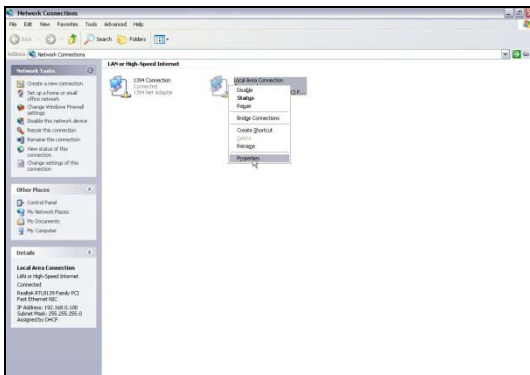 Network Connections
File Edit View Favorites Tools Advanced Help
Back Search Folders
Address Network Connections Go
Network Tasks
Create a new connection
Set up a home or small
office network
Change Windows Firewall
settings
Disable this network device
Repair this connection
Rename this connection
View status of this
connection
Change settings of this
connection
Other Places
Control Panel
My Network Places
My Documents
My Computer
Details
Local Area Connection
LAN or High-Speed Internet
Connected
Realtek RTL8139 Family PCI
Fast Ethernet NIC
IP Address: 192.168.0.100
Subnet Mask: 255.255.255.0
Assigned by DHCP
LAN or High-Speed Internet
1394 Connection
Connected
1394 Net Adapter
Local Area Connection
Disable
Status
Repair
Bridge Connections
Create Shortcut
Delete
Rename
Properties